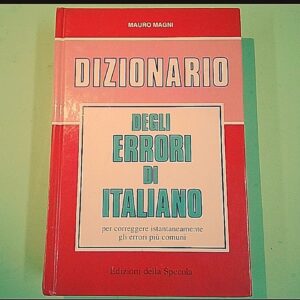 MAURO MAGNI
DIZIONARIO
DEGLI
ERRORI
DI
ITALIANO
per correggere istantaneamente
gli errori più comuni
Edizioni della Specola